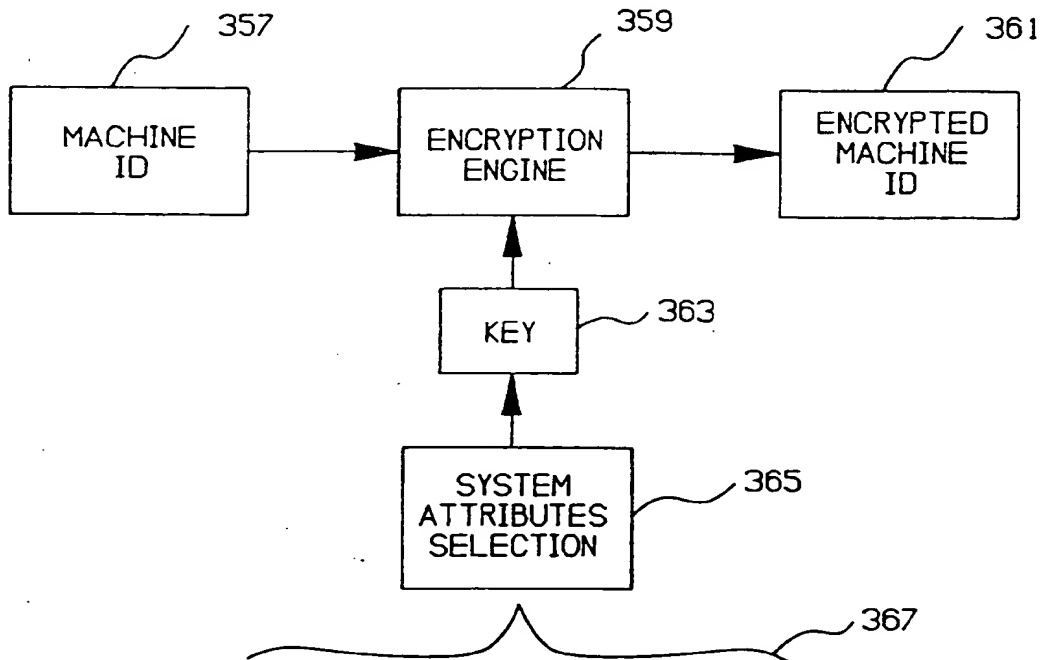 357
359
361
MACHINE
ID
ENCRYPTION
ENGINE
ENCRYPTED
MACHINE
ID
KEY
363
SYSTEM
ATTRIBUTES
SELECTION
365
367